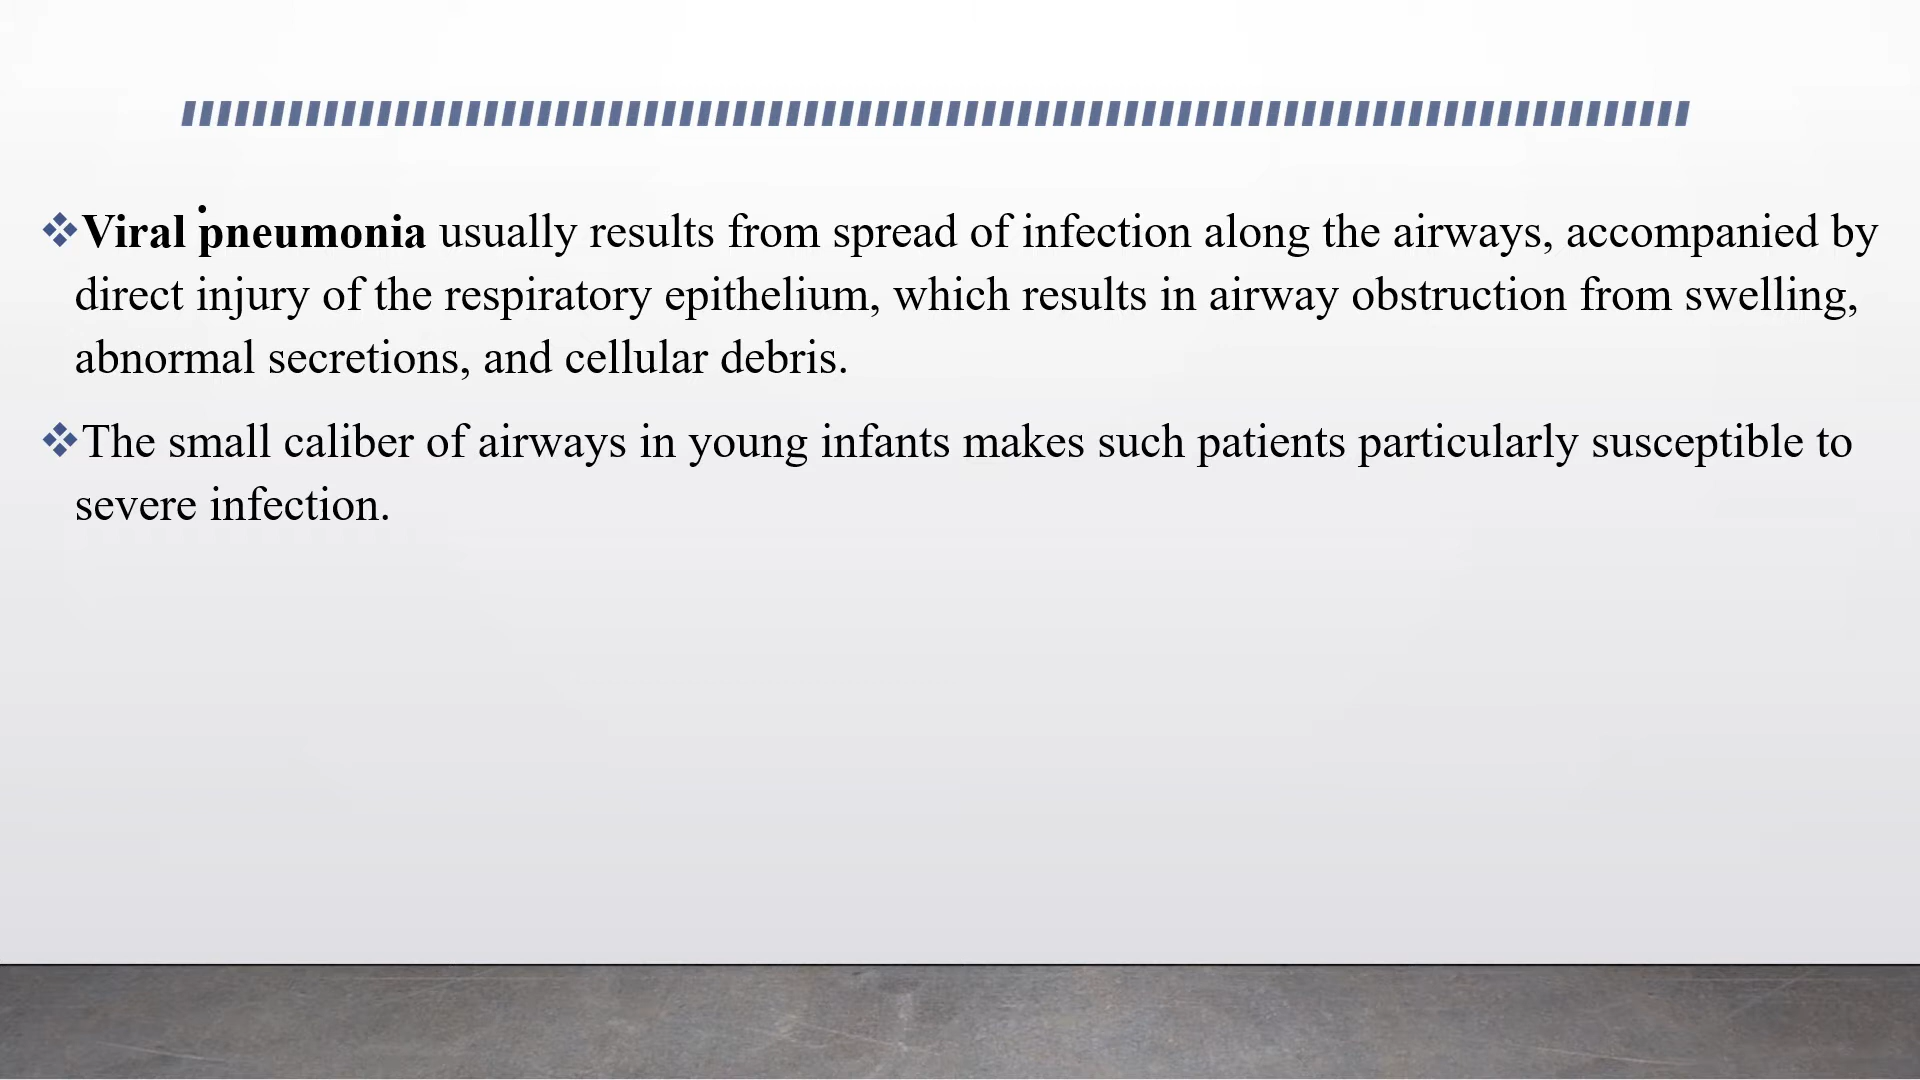 ❖Viral pneumonia usually results from spread of infection along the airways, accompanied by
direct injury of the respiratory epithelium, which results in airway obstruction from swelling,
abnormal secretions, and cellular debris.
❖The small caliber of airways in young infants makes such patients particularly susceptible to
severe infection.